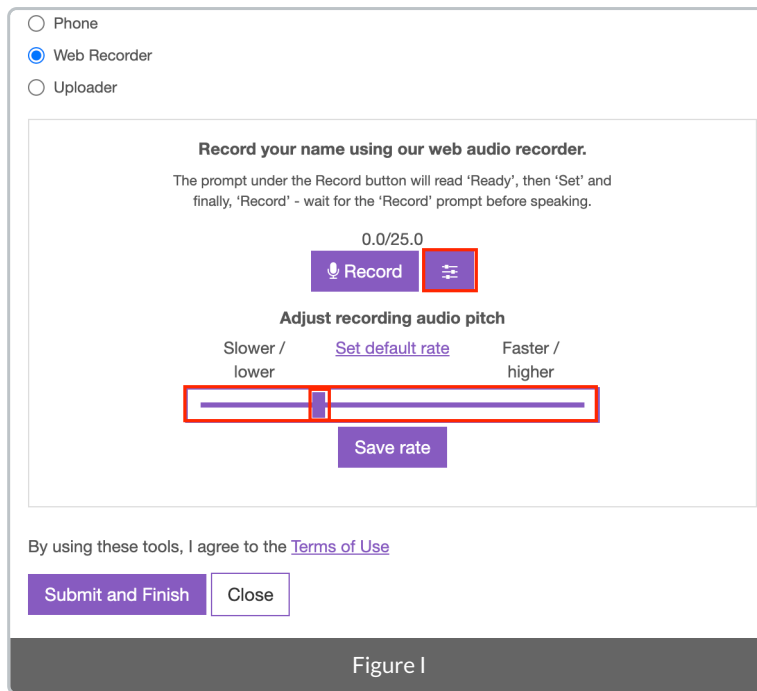 Phone
Web Recorder
Uploader
Record your name using our web audio recorder.
The prompt under the Record button will read ‘Ready’, then ‘Set’ and
finally, ‘Record’ - wait for the ‘Record’ prompt before speaking.
0.0/25.0
Record
Adjust recording audio pitch
Slower / Set default rate Faster /
lower higher
Save rate
By using these tools, I agree to the Terms of Use
Submit and Finish Close
Figure I